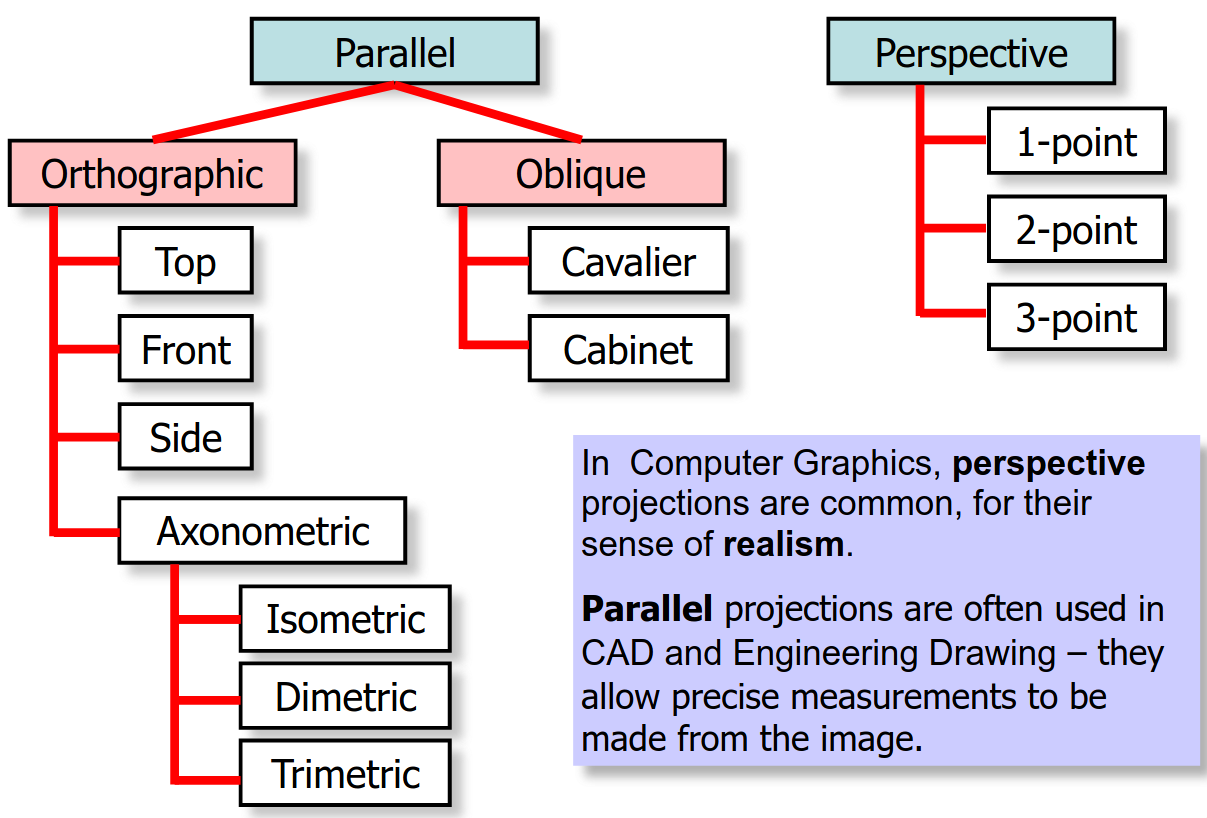 Parallel
Perspective
Orthographic
Oblique
1-point
2-point
3-point
Top
Front
Side
Axonometric
Isometric
Dimetric
Trimetric
Cavalier
Cabinet
In  Computer Graphics, perspective
projections are common, for their
sense of realism.
Parallel projections are often used in
CAD and Engineering Drawing – they
allow precise measurements to be
made from the image.